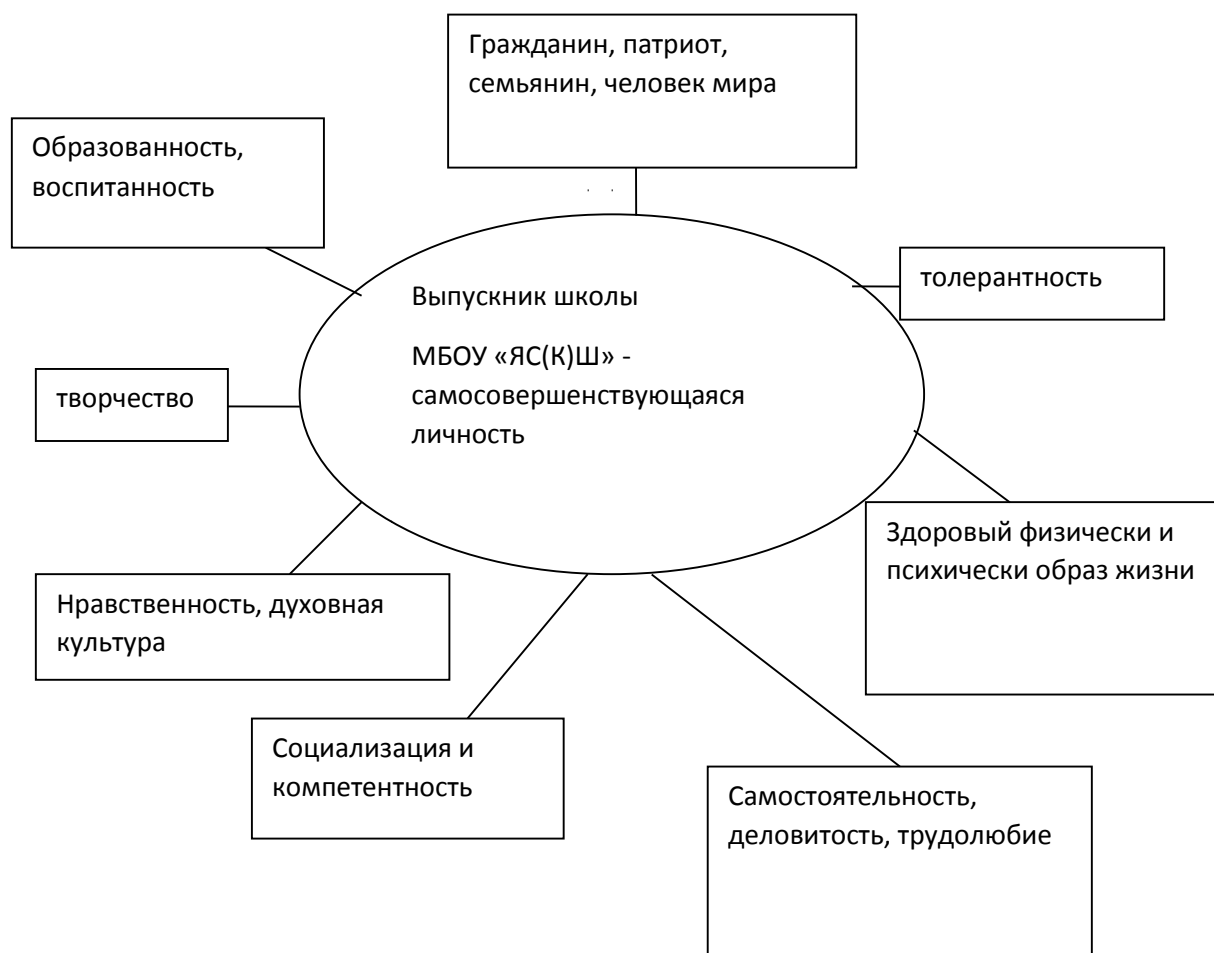 Гражданин, патриот,
семьянин, человек мира
Образованность,
воспитанность
толерантность
Выпускник школы
МБОУ «ЯС(К)Ш» -
самосовершенствующаяся
личность
творчество
Здоровый физически и
психически образ жизни
Нравственность, духовная
культура
Социализация и
компетентность
Самостоятельность,
деловитость, трудолюбие